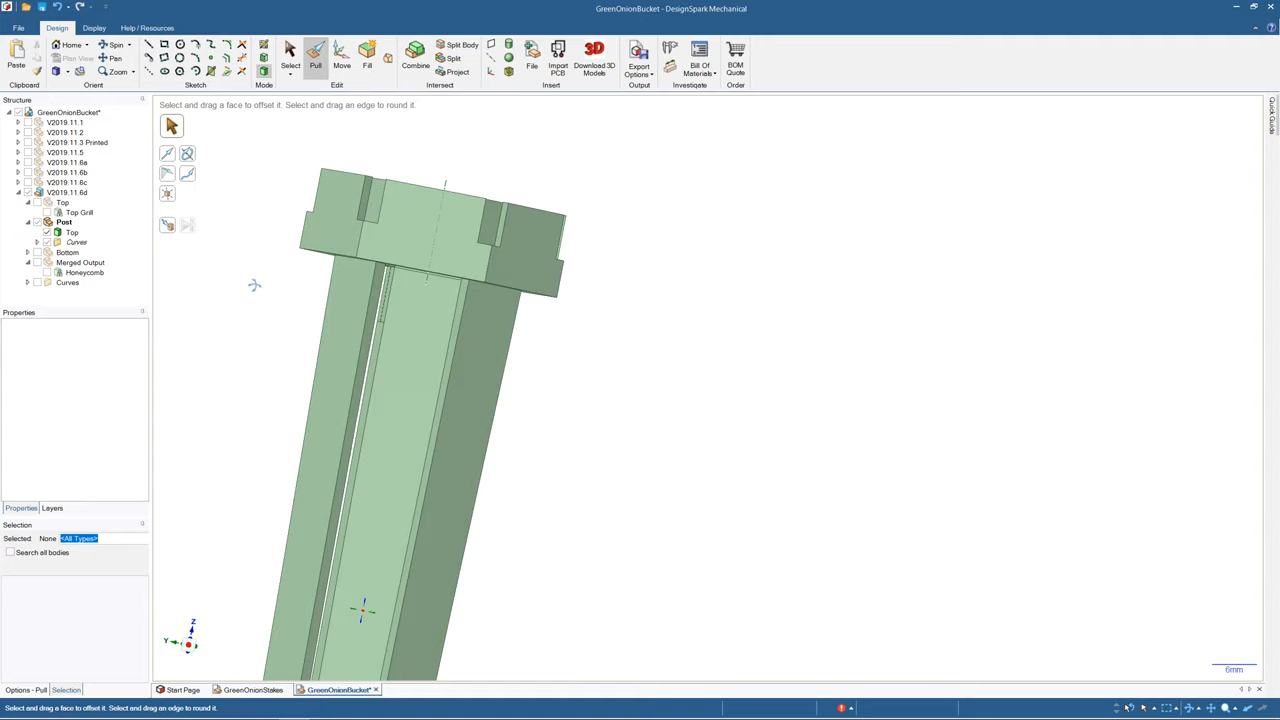 GreenOnionBucket - DesignSpark Mechanical
File
Design
Display
Help / Resources
Home
Spin
Plan View
Pan
Zoom
Paste
Select
Pull
Move
Fill
Combine
Split Body
Split
Project
File
Import PCB
Download 3D Models
3D
Export Options
Bill Of Materials
BOM Quote
Clipboard
Orient
Sketch
Mode
Edit
Intersect
Insert
Output
Investigate
Order
Structure
Select and drag a face to offset it. Select and drag an edge to round it.
Quick Guide
GreenOnionBucket*
V2019.11.1
V2019.11.2
V2019.11.3 Printed
V2019.11.5
V2019.11.6a
V2019.11.6b
V2019.11.6c
V2019.11.6d
Top
Top Grill
Post
Top
Curves
Bottom
Merged Output
Honeycomb
Curves
Properties
Properties
Layers
Selection
Selected: None <All Types>
Search all bodies
Z
Y
6mm
Options - Pull
Selection
Start Page
GreenOnionStakes
GreenOnionBucket*
Select and drag a face to offset it. Select and drag an edge to round it.